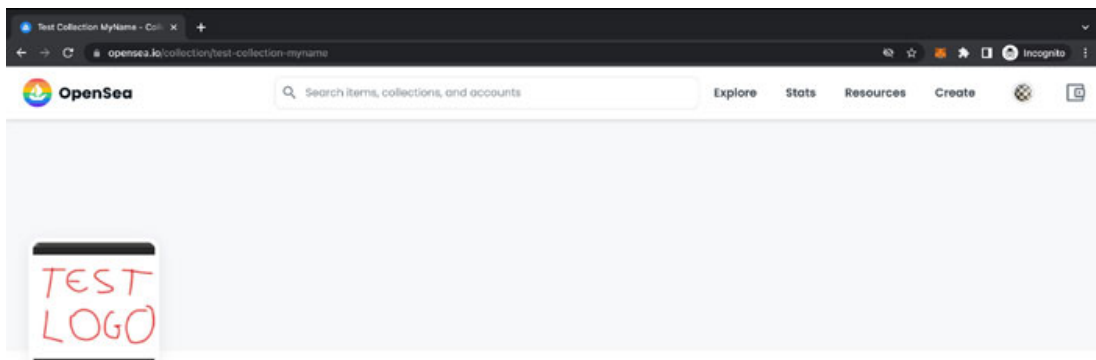 Test Collection MyName - Coll
opensea.io/collection/test-collection-myname
Incognito
OpenSea
Search items, collections, and accounts
Explore
Stats
Resources
Create
TEST
LOGO